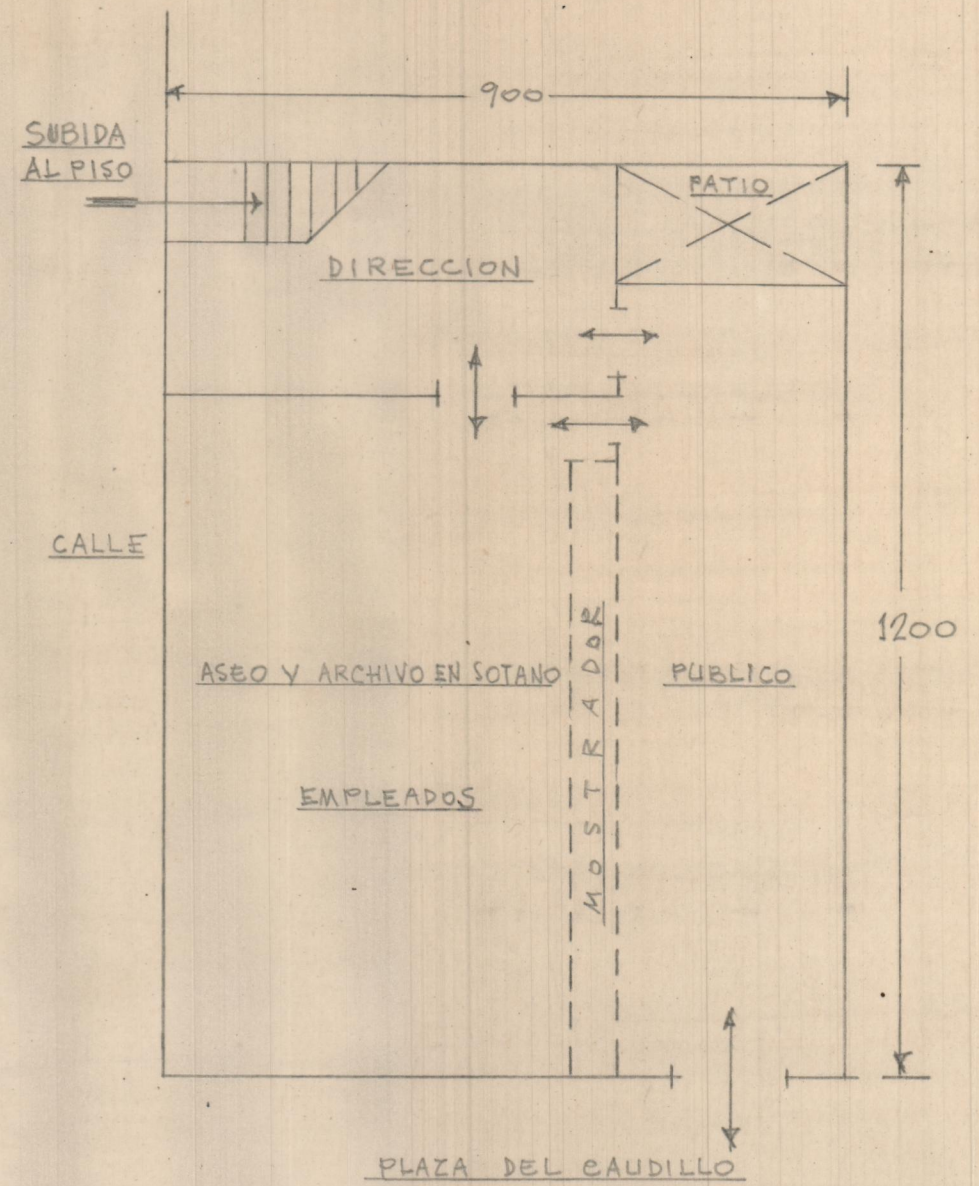 900
SUBIDA
AL PISO
PATIO
DIRECCION
CALLE
1200
ASEO Y ARCHIVO EN SOTANO
MOSTRADOR
PUBLICO
EMPLEADOS
PLAZA DEL CAUDILLO